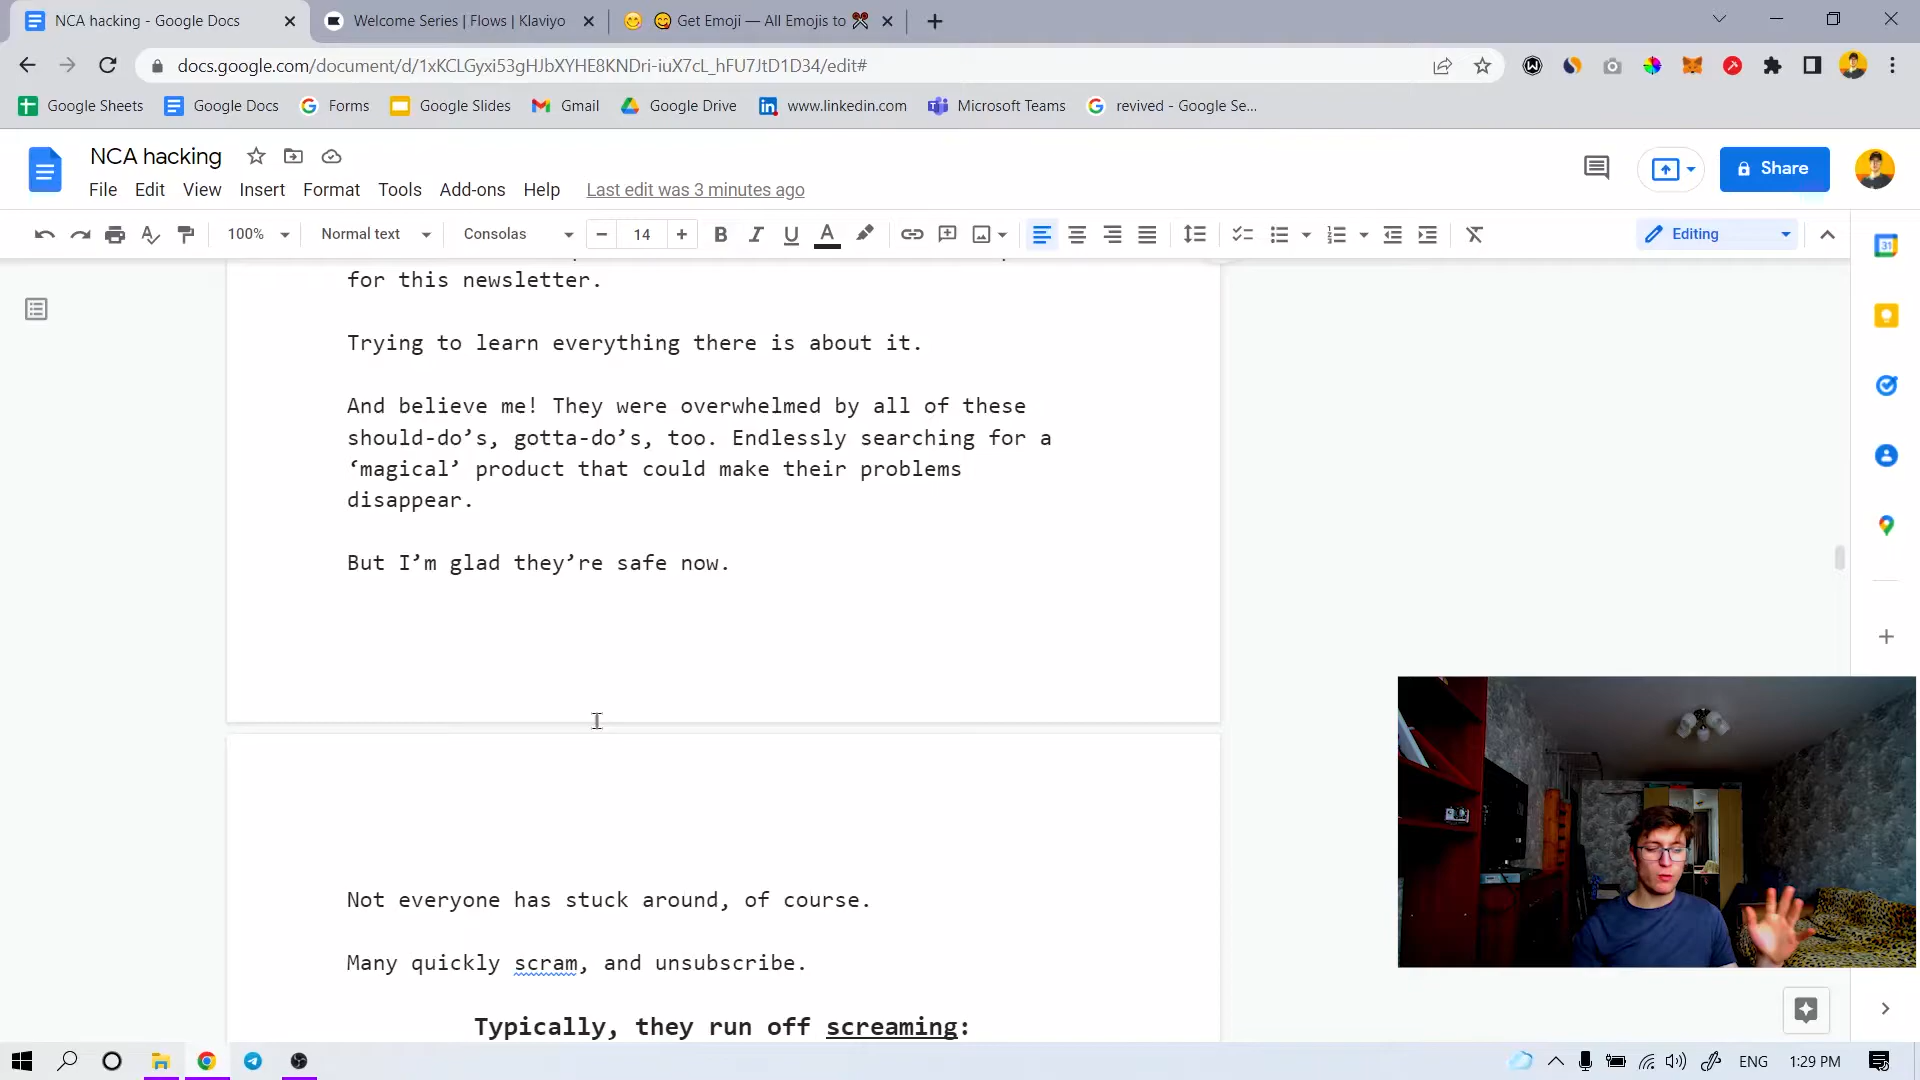 NCA hacking - Google Docs
Welcome Series | Flows | Klaviyo
Get Emoji — All Emojis to
docs.google.com/document/d/1xKCLGyxi53gHJbXYHE8KNDri-iuX7cL_hFU7JtD1D34/edit#
Google Sheets
Google Docs
Forms
Google Slides
Gmail
Google Drive
www.linkedin.com
Microsoft Teams
revived - Google Se...
NCA hacking
Share
File Edit View Insert Format Tools Add-ons Help Last edit was 3 minutes ago
100% Normal text Consolas 14 Editing
for this newsletter.
Trying to learn everything there is about it.
And believe me! They were overwhelmed by all of these
should-do’s, gotta-do’s, too. Endlessly searching for a
‘magical’ product that could make their problems
disappear.
But I’m glad they’re safe now.
Not everyone has stuck around, of course.
Many quickly scram, and unsubscribe.
Typically, they run off screaming:
ENG 1:29 PM